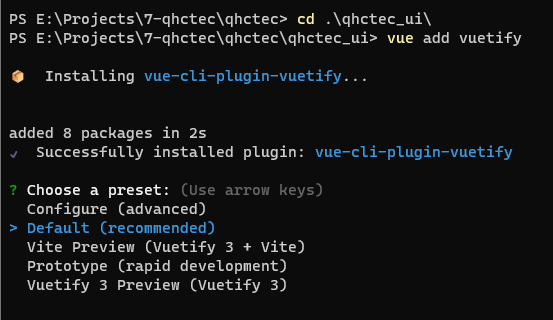 PS E:\Projects\7-qhctec\qhctec> cd .\qhctec_ui\
PS E:\Projects\7-qhctec\qhctec\qhctec_ui> vue add vuetify
📦  Installing vue-cli-plugin-vuetify...
added 8 packages in 2s
✔  Successfully installed plugin: vue-cli-plugin-vuetify
? Choose a preset: (Use arrow keys)
Configure (advanced)
> Default (recommended)
Vite Preview (Vuetify 3 + Vite)
Prototype (rapid development)
Vuetify 3 Preview (Vuetify 3)